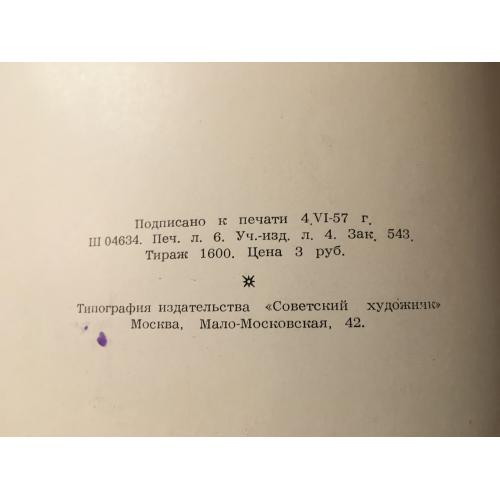 Подписано к печати 4.VI-57 г.
Ш 04634. Печ. л. 6. Уч.-изд. л. 4. Зак. 543.
Тираж 1600. Цена 3 руб.
Типография издательства «Советский художник»
Москва, Мало-Московская, 42.